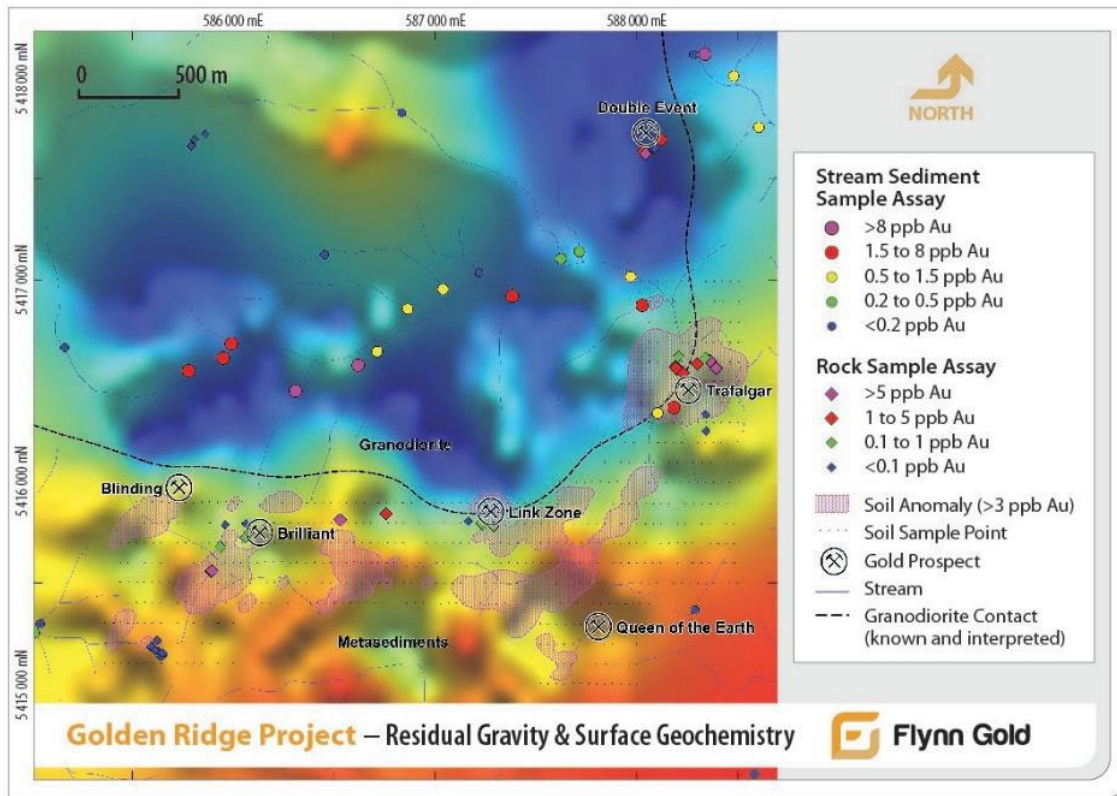 586 000 mE
587 000 mE
588 000 mE
5 418 000 mN
5 417 000 mN
5 416 000 mN
5 415 000 mN
0
500 m
Double Event
Trafalgar
Granodiorite
Blinding
Link Zone
Brilliant
Queen of the Earth
Metasediments
NORTH
Stream Sediment
Sample Assay
>8 ppb Au
1.5 to 8 ppb Au
0.5 to 1.5 ppb Au
0.2 to 0.5 ppb Au
<0.2 ppb Au
Rock Sample Assay
>5 ppb Au
1 to 5 ppb Au
0.1 to 1 ppb Au
<0.1 ppb Au
Soil Anomaly (>3 ppb Au)
Soil Sample Point
Gold Prospect
Stream
Granodiorite Contact
(known and interpreted)
Golden Ridge Project – Residual Gravity & Surface Geochemistry
Flynn Gold